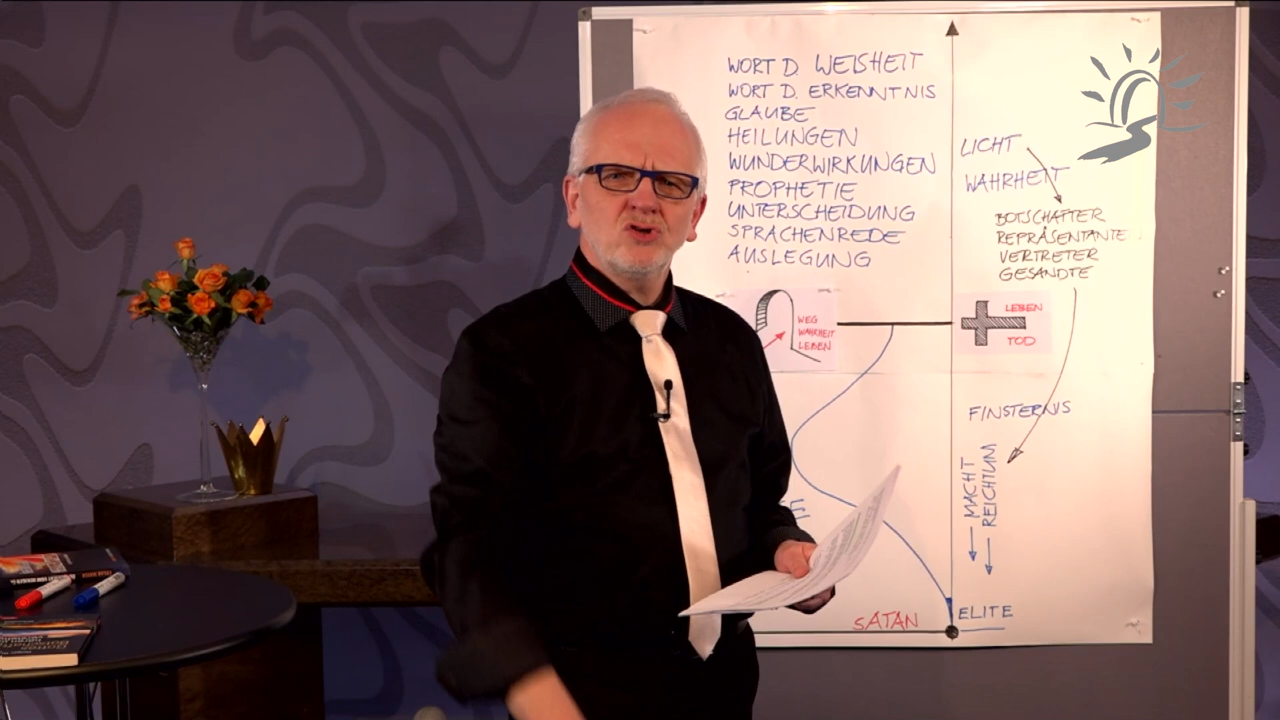 WORT D. WEISHEIT
WORT D. ERKENNTNIS
GLAUBE
HEILUNGEN
WUNDERWIRKUNGEN
PROPHETIE
UNTERSCHEIDUNG
SPRACHENREDE
AUSLEGUNG
LICHT
WAHRHEIT
BOTSCHAFTER
REPRÄSENTANTE
VERTRETER
GESANDTE
WEG
WAHRHEIT
LEBEN
LEBEN
TOD
FINSTERNIS
MACHT
REICHTUM
SATAN
ELITE